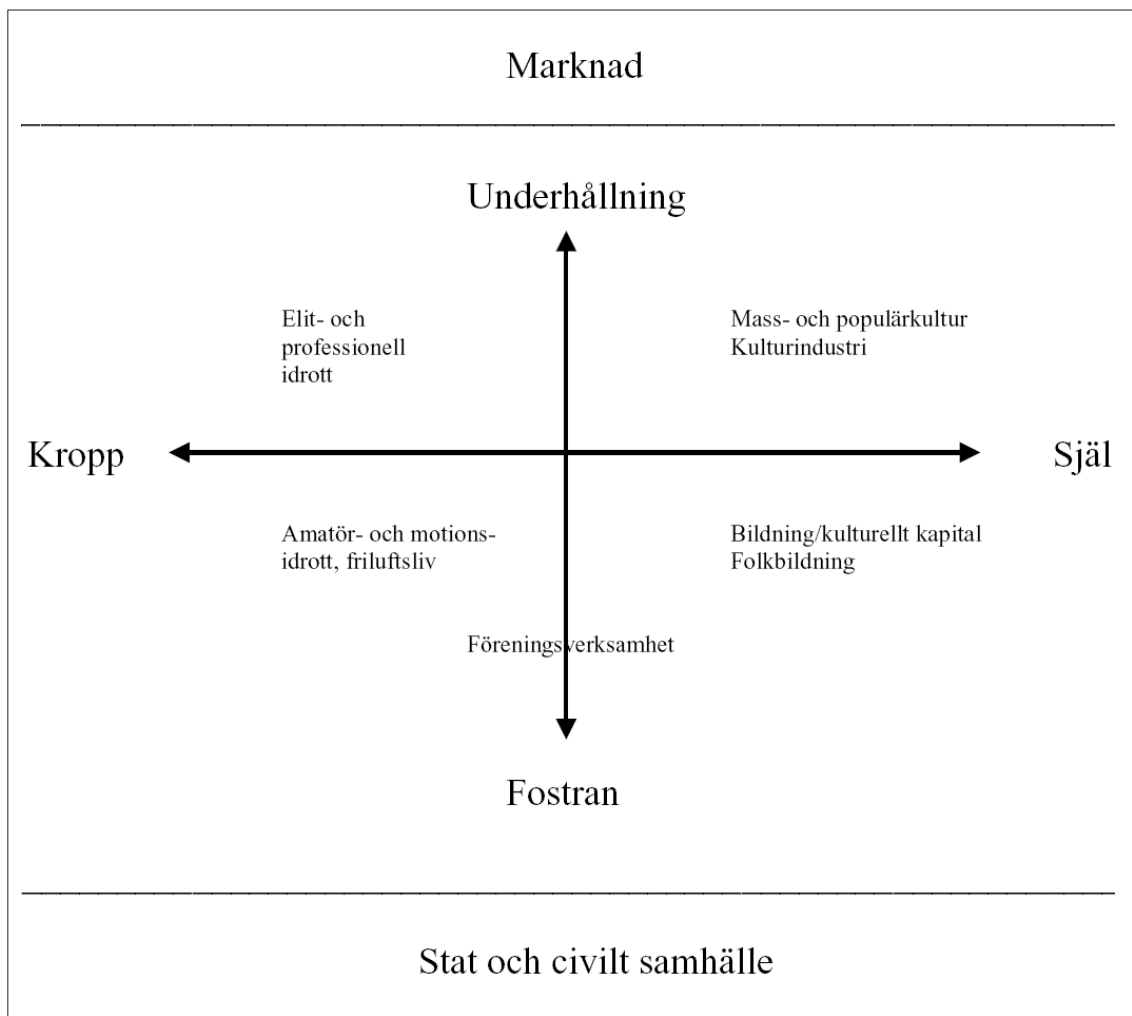 Marknad
Underhållning
Elit- och
professionell
idrott
Mass- och populärkultur
Kulturindustri
Kropp
Själ
Amatör- och motions-
idrott, friluftsliv
Bildning/kulturellt kapital
Folkbildning
Föreningsverksamhet
Fostran
Stat och civilt samhälle